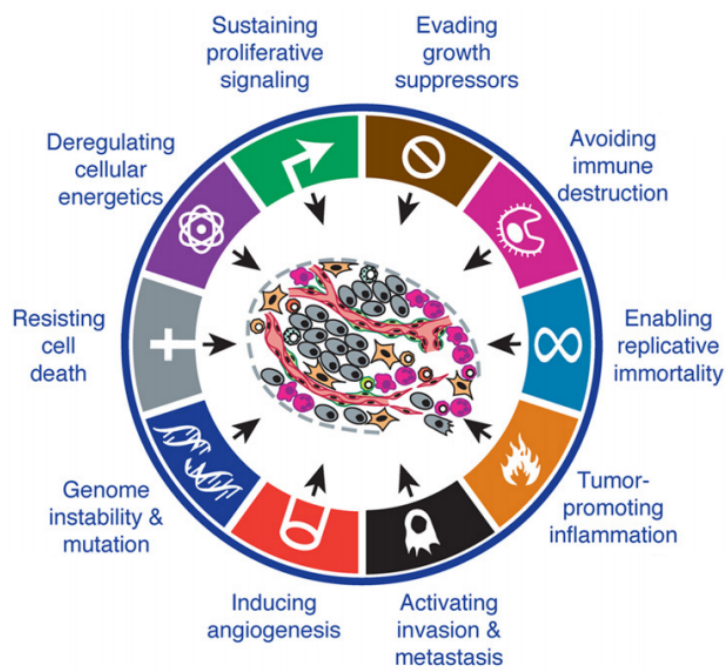 Sustaining
proliferative
signaling
Evading
growth
suppressors
Avoiding
immune
destruction
Enabling
replicative
immortality
Tumor-
promoting
inflammation
Activating
invasion &
metastasis
Inducing
angiogenesis
Genome
instability &
mutation
Resisting
cell
death
Deregulating
cellular
energetics